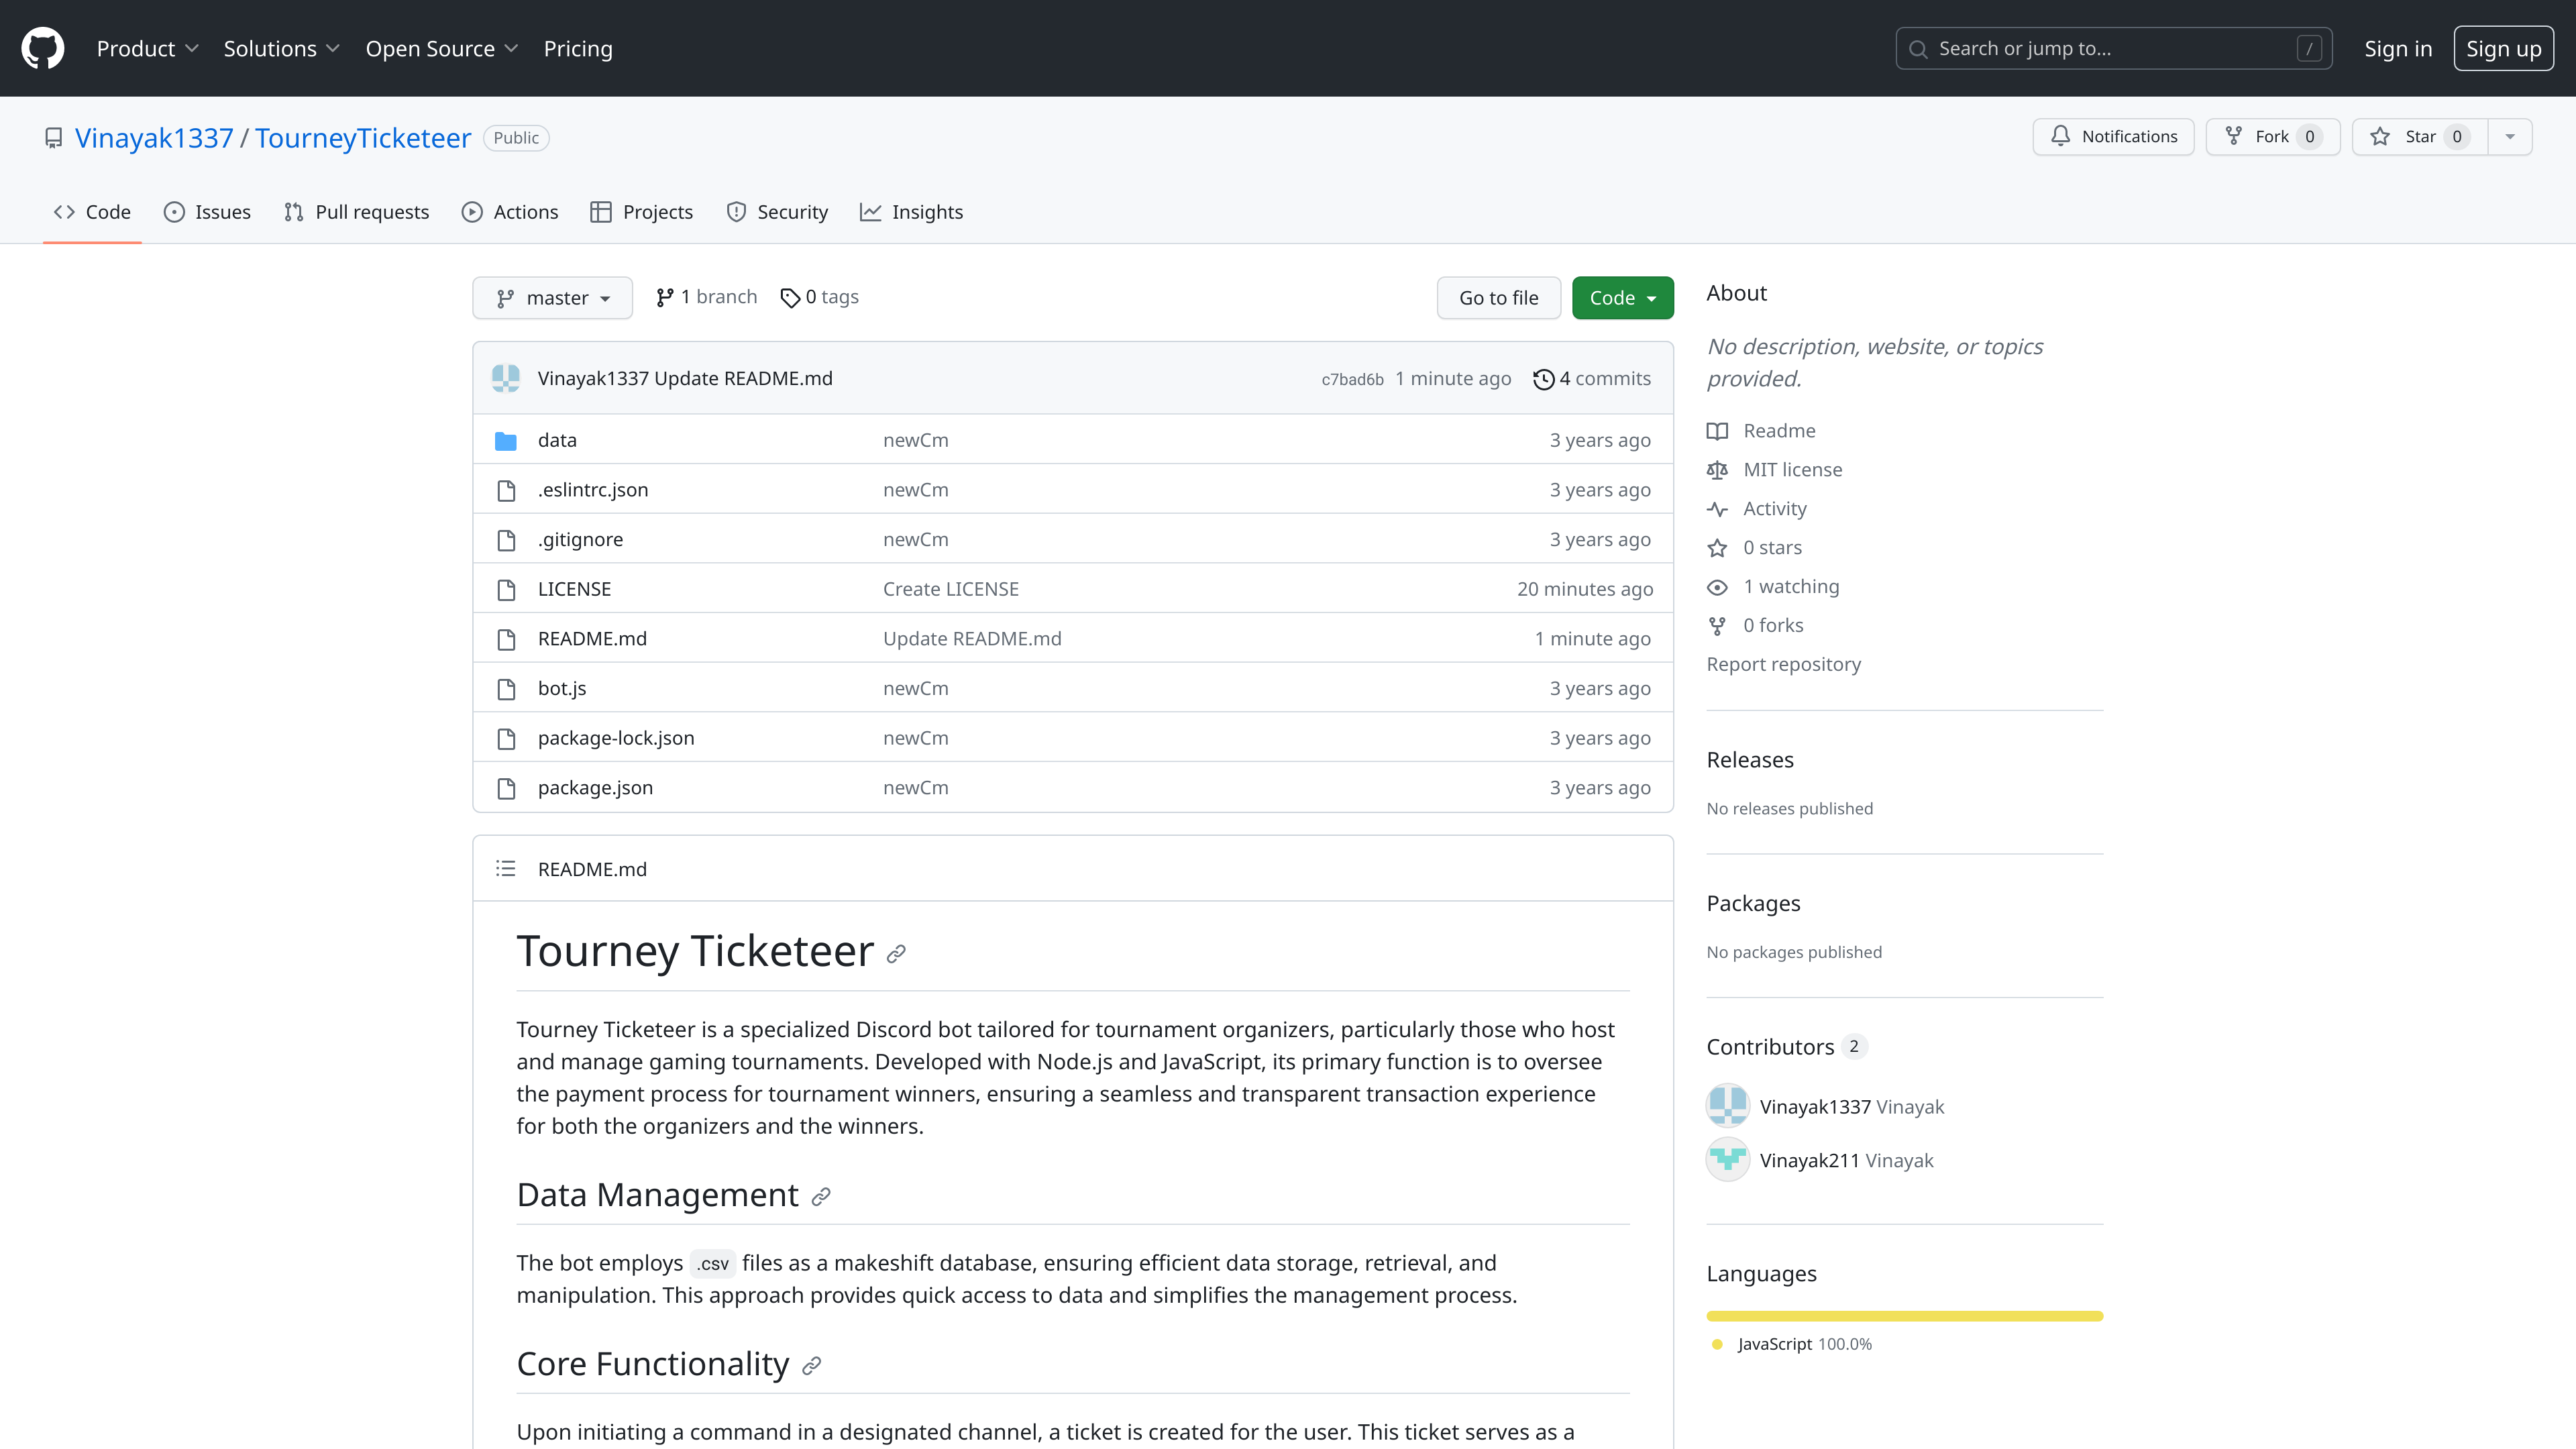 Product Solutions Open Source Pricing Search or jump to... / Sign in Sign up
Vinayak1337 / TourneyTicketeer Public Notifications Fork 0 Star 0
Code Issues Pull requests Actions Projects Security Insights
master 1 branch 0 tags Go to file Code
Vinayak1337 Update README.md c7bad6b 1 minute ago 4 commits
data newCm 3 years ago
.eslintrc.json newCm 3 years ago
.gitignore newCm 3 years ago
LICENSE Create LICENSE 20 minutes ago
README.md Update README.md 1 minute ago
bot.js newCm 3 years ago
package-lock.json newCm 3 years ago
package.json newCm 3 years ago
README.md
Tourney Ticketeer
Tourney Ticketeer is a specialized Discord bot tailored for tournament organizers, particularly those who host
and manage gaming tournaments. Developed with Node.js and JavaScript, its primary function is to oversee
the payment process for tournament winners, ensuring a seamless and transparent transaction experience
for both the organizers and the winners.
Data Management
The bot employs .csv files as a makeshift database, ensuring efficient data storage, retrieval, and
manipulation. This approach provides quick access to data and simplifies the management process.
Core Functionality
Upon initiating a command in a designated channel, a ticket is created for the user. This ticket serves as a
About
No description, website, or topics
provided.
Readme
MIT license
Activity
0 stars
1 watching
0 forks
Report repository
Releases
No releases published
Packages
No packages published
Contributors 2
Vinayak1337 Vinayak
Vinayak211 Vinayak
Languages
JavaScript 100.0%